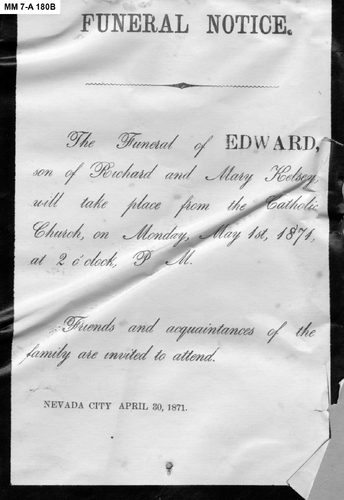 MM 7-A 180B
FUNERAL NOTICE.
The Funeral of EDWARD,
son of Richard and Mary Kelsey,
will take place from the Catholic
Church, on Monday, May 1st, 1871,
at 2 o'clock, P M.
Friends and acquaintances of the
family are invited to attend.
NEVADA CITY APRIL 30, 1871.